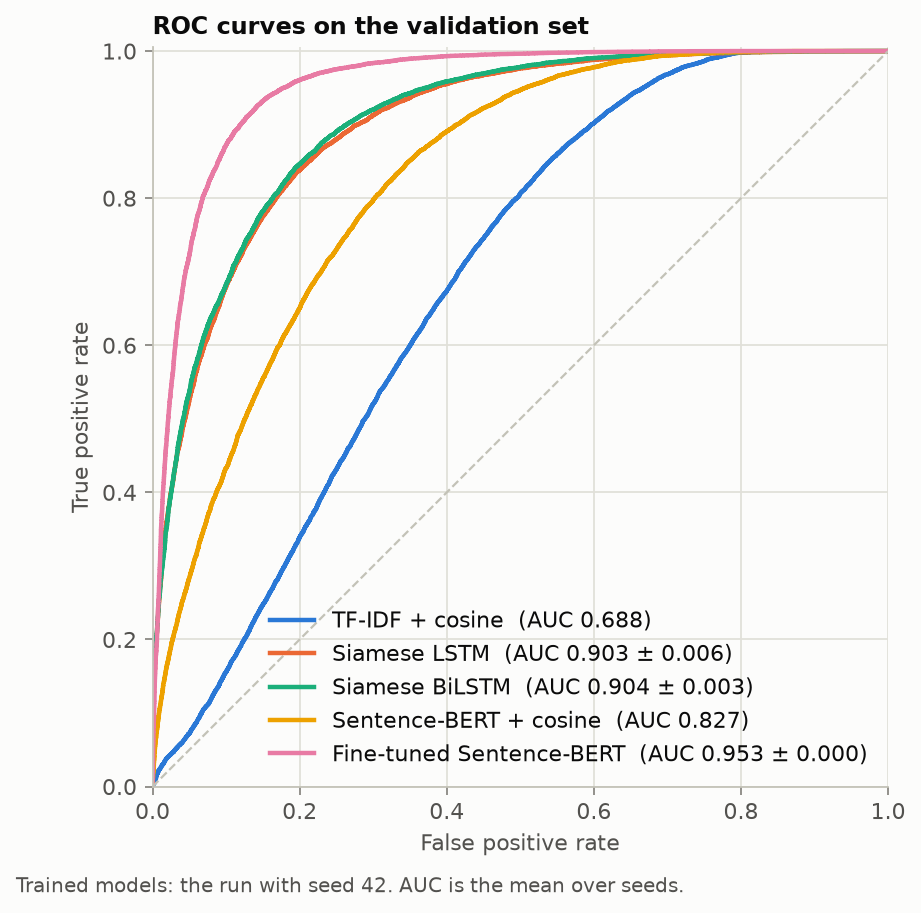 ROC curves on the validation set
1.0
0.8
0.6
0.4
0.2
0.0
True positive rate
TF-IDF + cosine (AUC 0.688)
Siamese LSTM (AUC 0.903 ± 0.006)
Siamese BiLSTM (AUC 0.904 ± 0.003)
Sentence-BERT + cosine (AUC 0.827)
Fine-tuned Sentence-BERT (AUC 0.953 ± 0.000)
0.0 0.2 0.4 0.6 0.8 1.0
False positive rate
Trained models: the run with seed 42. AUC is the mean over seeds.